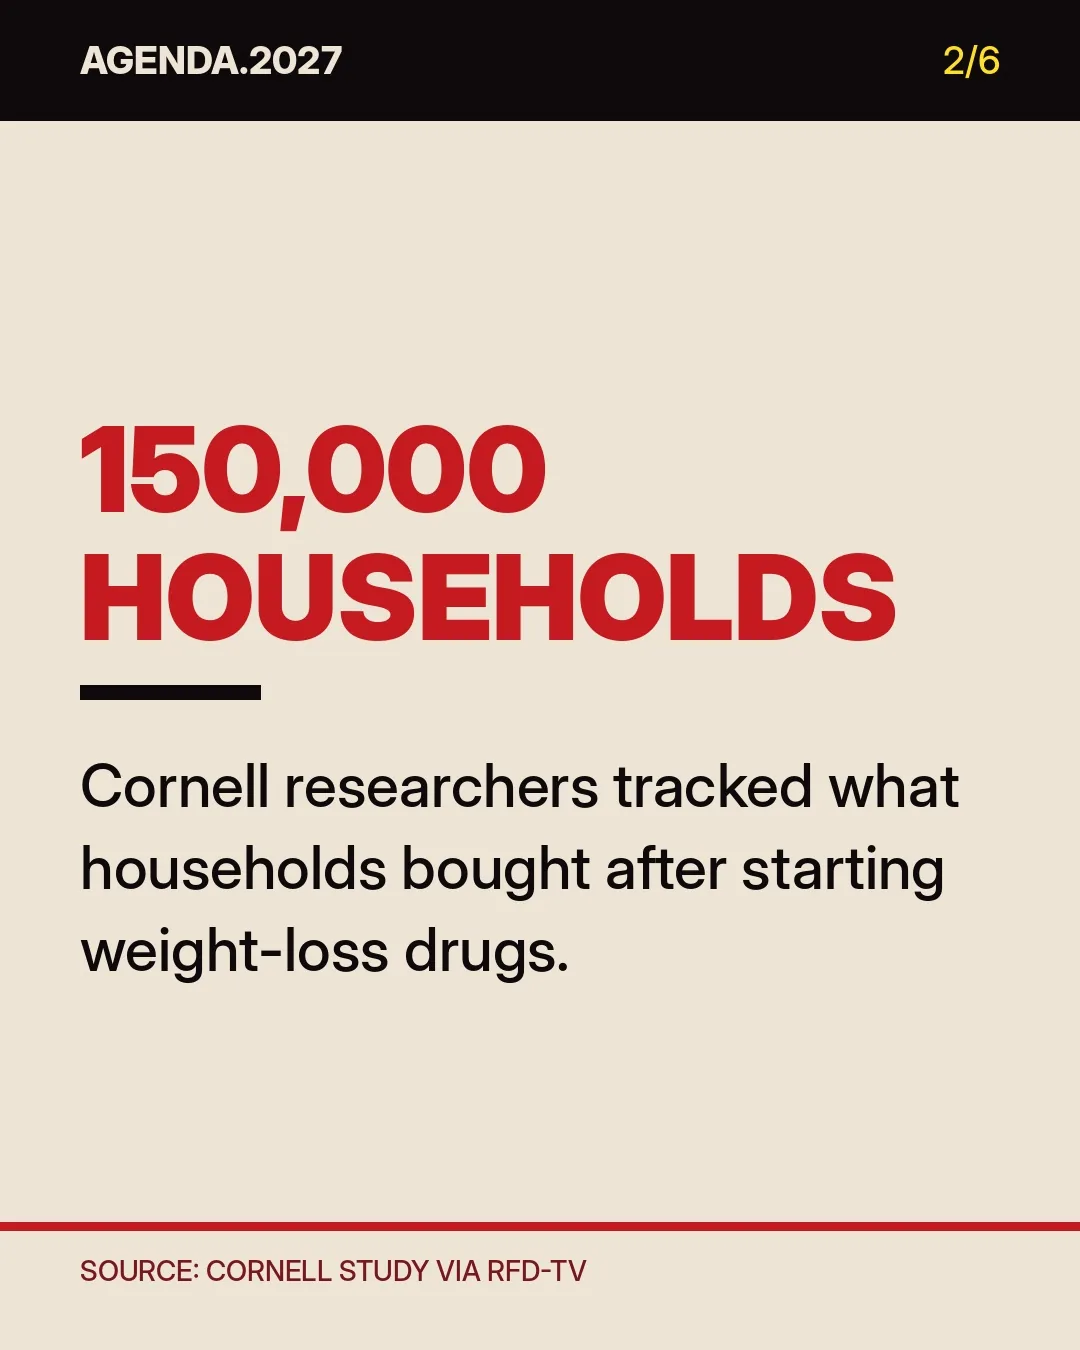 AGENDA.2027
2/6
150,000
HOUSEHOLDS
Cornell researchers tracked what
households bought after starting
weight-loss drugs.
SOURCE: CORNELL STUDY VIA RFD-TV